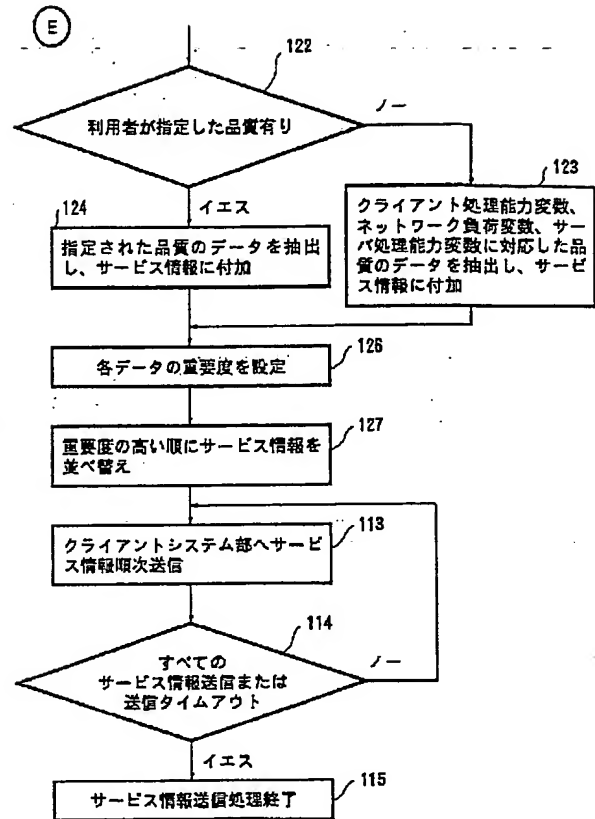 E
122
利用者が指定した品質有り
ノー
123
クライアント処理能力変数、
ネットワーク負荷変数、サー
バ処理能力変数に対応した品
質のデータを抽出し、サービス
情報に付加
イエス
124
指定された品質のデータを抽出
し、サービス情報に付加
126
各データの重要度を設定
127
重要度の高い順にサービス情報を
並べ替え
113
クライアントシステム部へサービ
ス情報順次送信
114
すべての
サービス情報送信または
送信タイムアウト
ノー
イエス
115
サービス情報送信処理終了